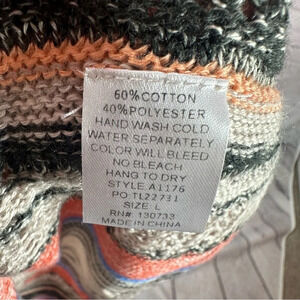 60%COTTON
40%POLYESTER
HAND WASH COLD
WATER SEPARATELY
COLOR WILL BLEED
NO BLEACH
HANG TO DRY
STYLE A1176
PO:TL22731
SIZE: L
RN# 130733
MADE IN CHINA